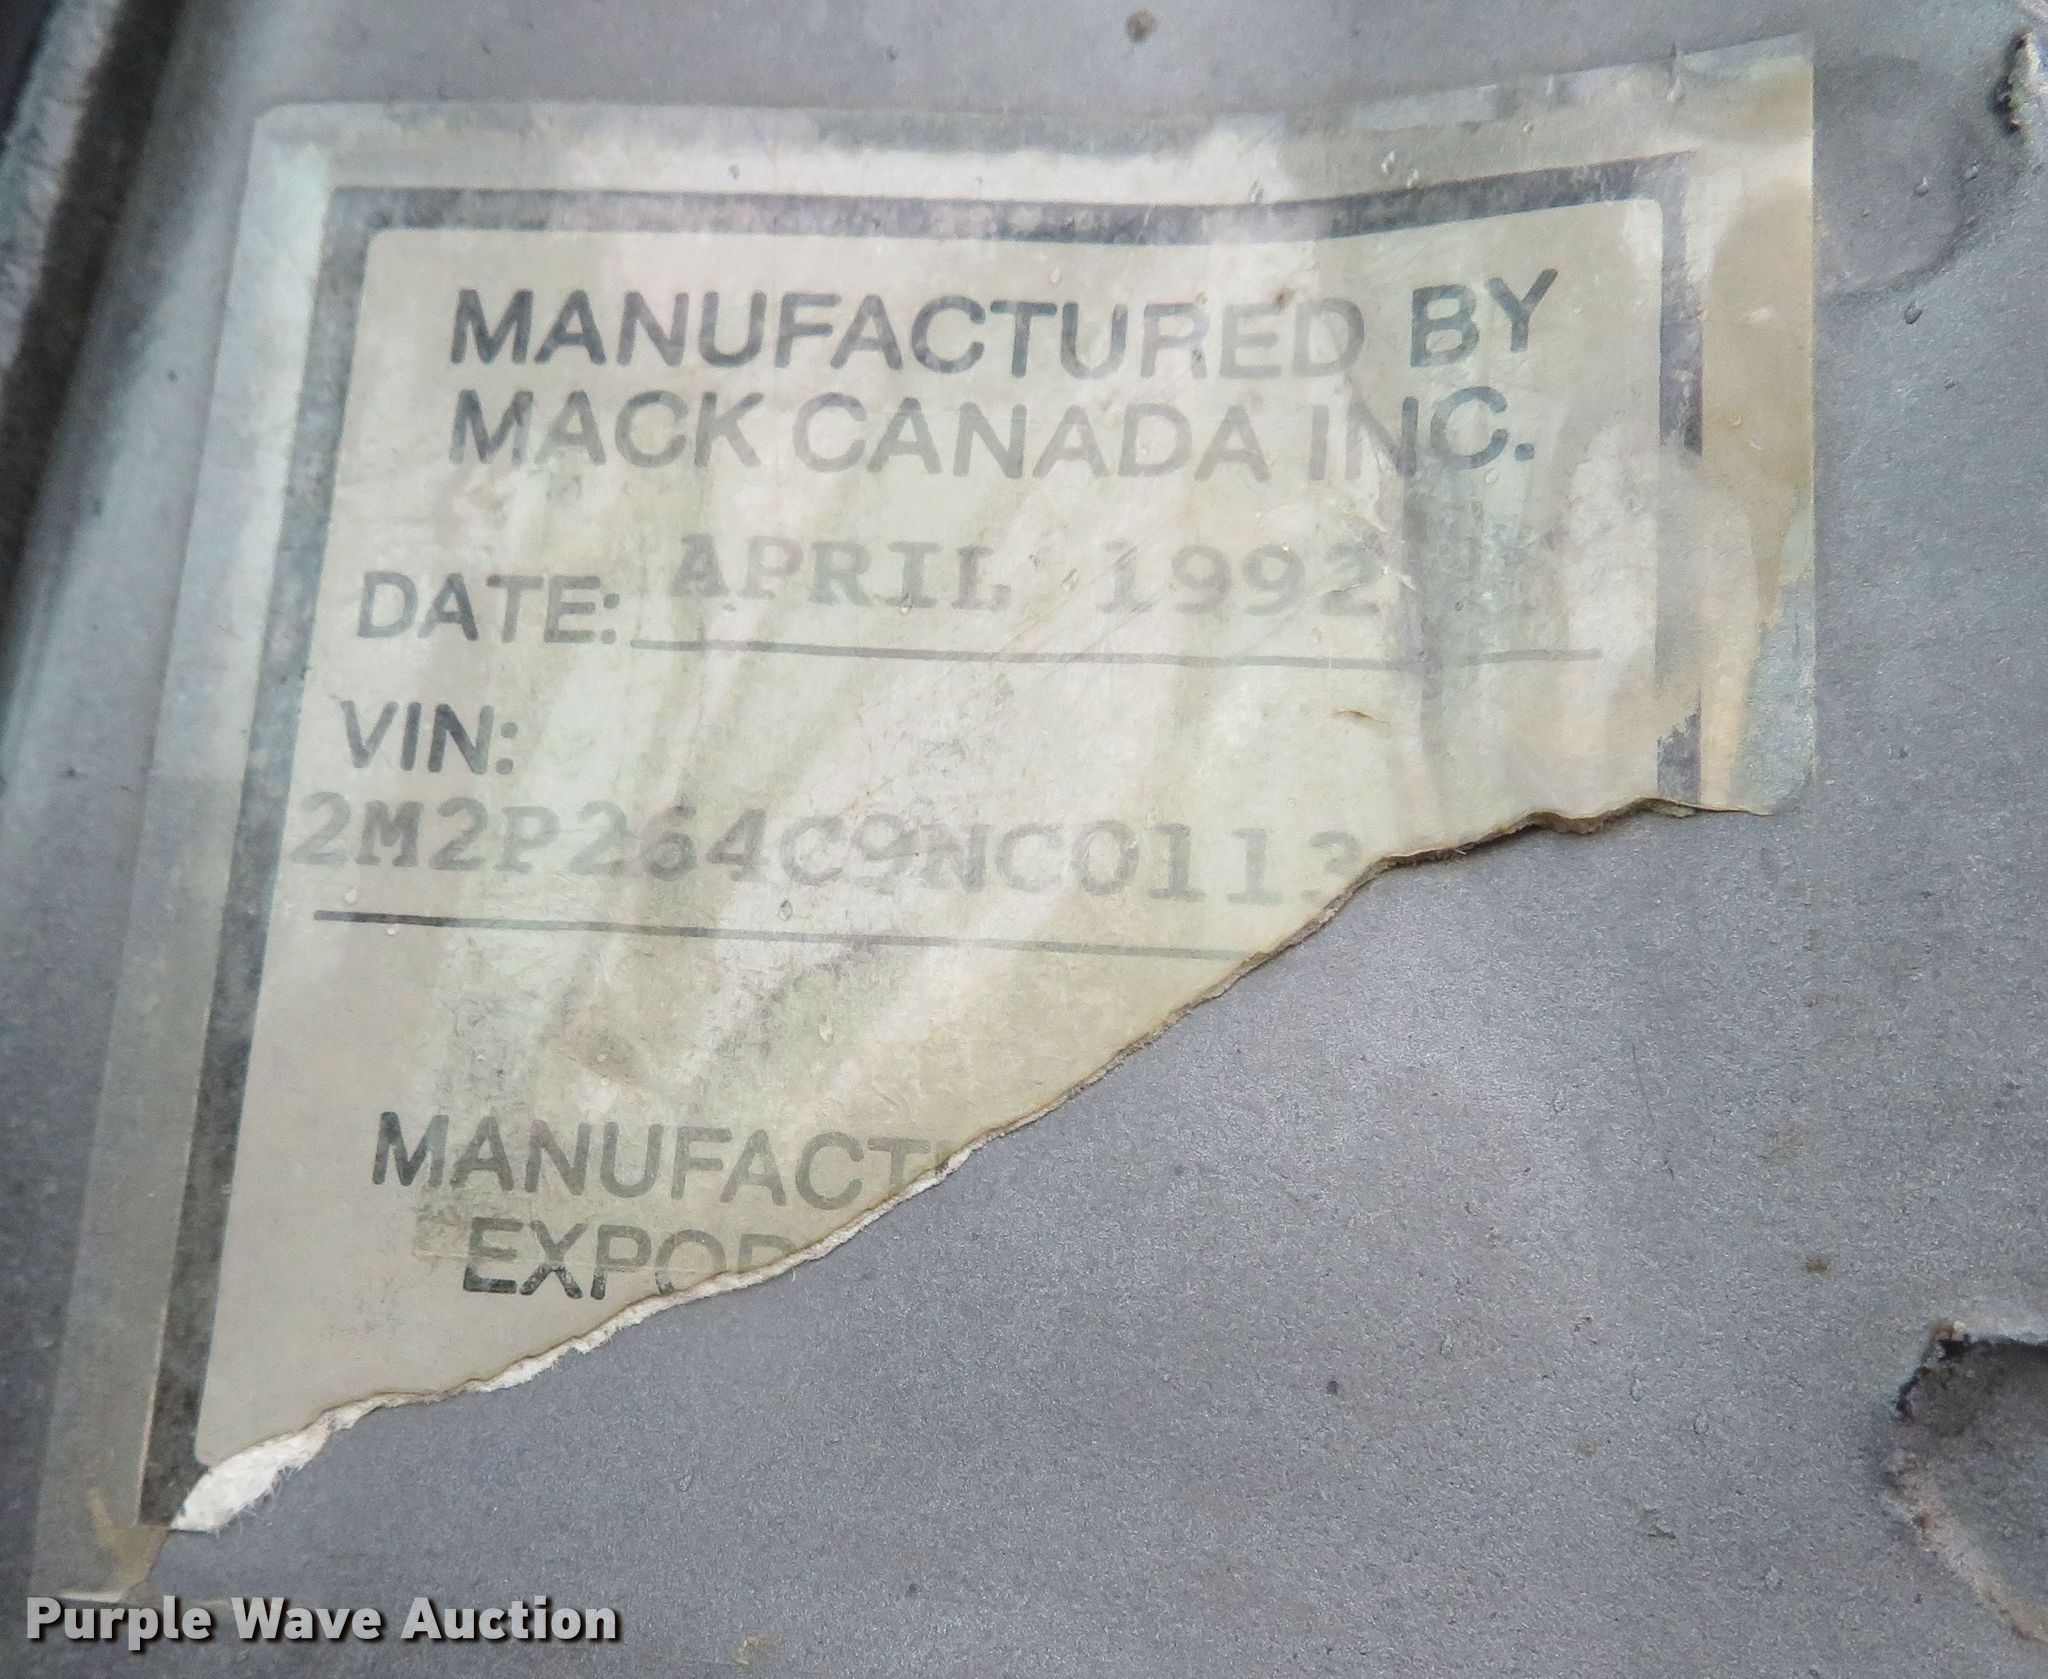 MANUFACTURED BY
MACK CANADA INC.
DATE: APRIL 1992
VIN:
2M2P264C9NC0113
MANUFACT
EXPOR
Purple Wave Auction